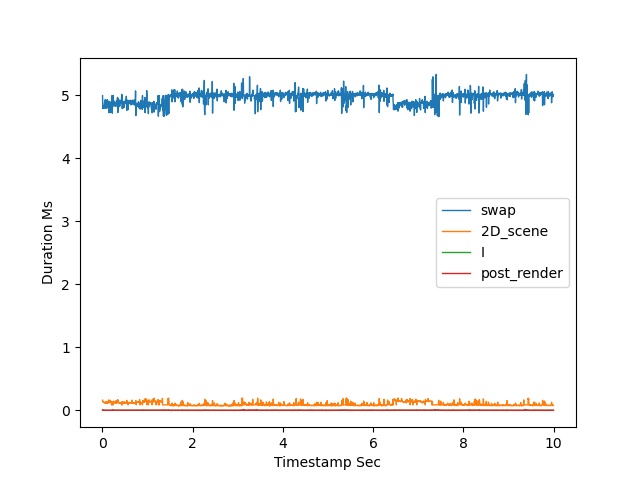 5
4
3
2
1
0
Duration Ms
swap
2D_scene
I
post_render
0
2
4
6
8
10
Timestamp Sec